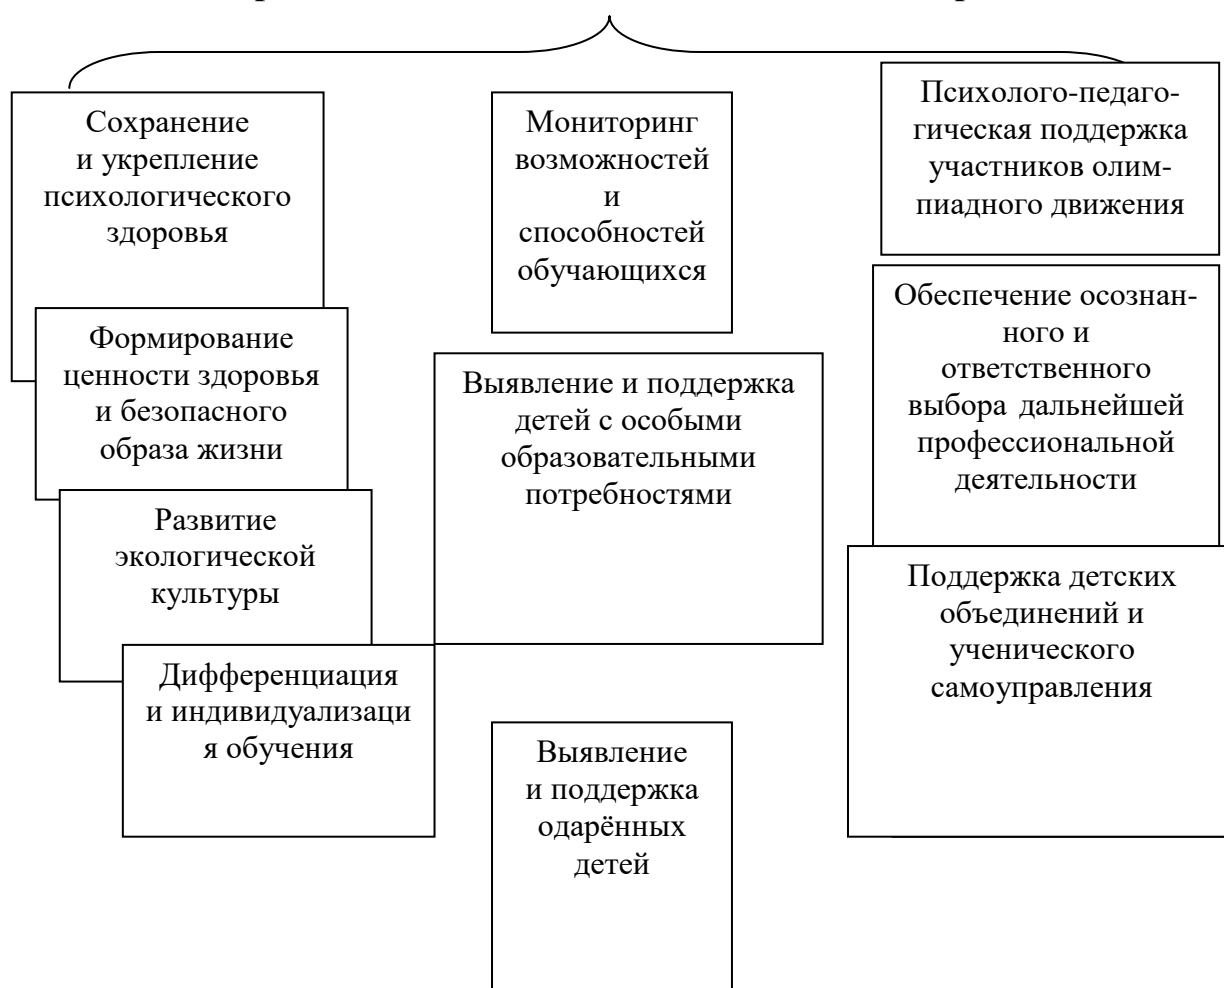 Сохранение
и укрепление
психологического
здоровья
Формирование
ценности здоровья
и безопасного
образа жизни
Развитие
экологической
культуры
Дифференциация
и индивидуализаци
я обучения
Мониторинг
возможностей
и
способностей
обучающихся
Выявление и поддержка
детей с особыми
образовательными
потребностями
Выявление
и поддержка
одарённых
детей
Психолого-педаго-
гическая поддержка
участников олим-
пиадного движения
Обеспечение осознан-
ного и
ответственного
выбора дальнейшей
профессиональной
деятельности
Поддержка детских
объединений и
ученического
самоуправления